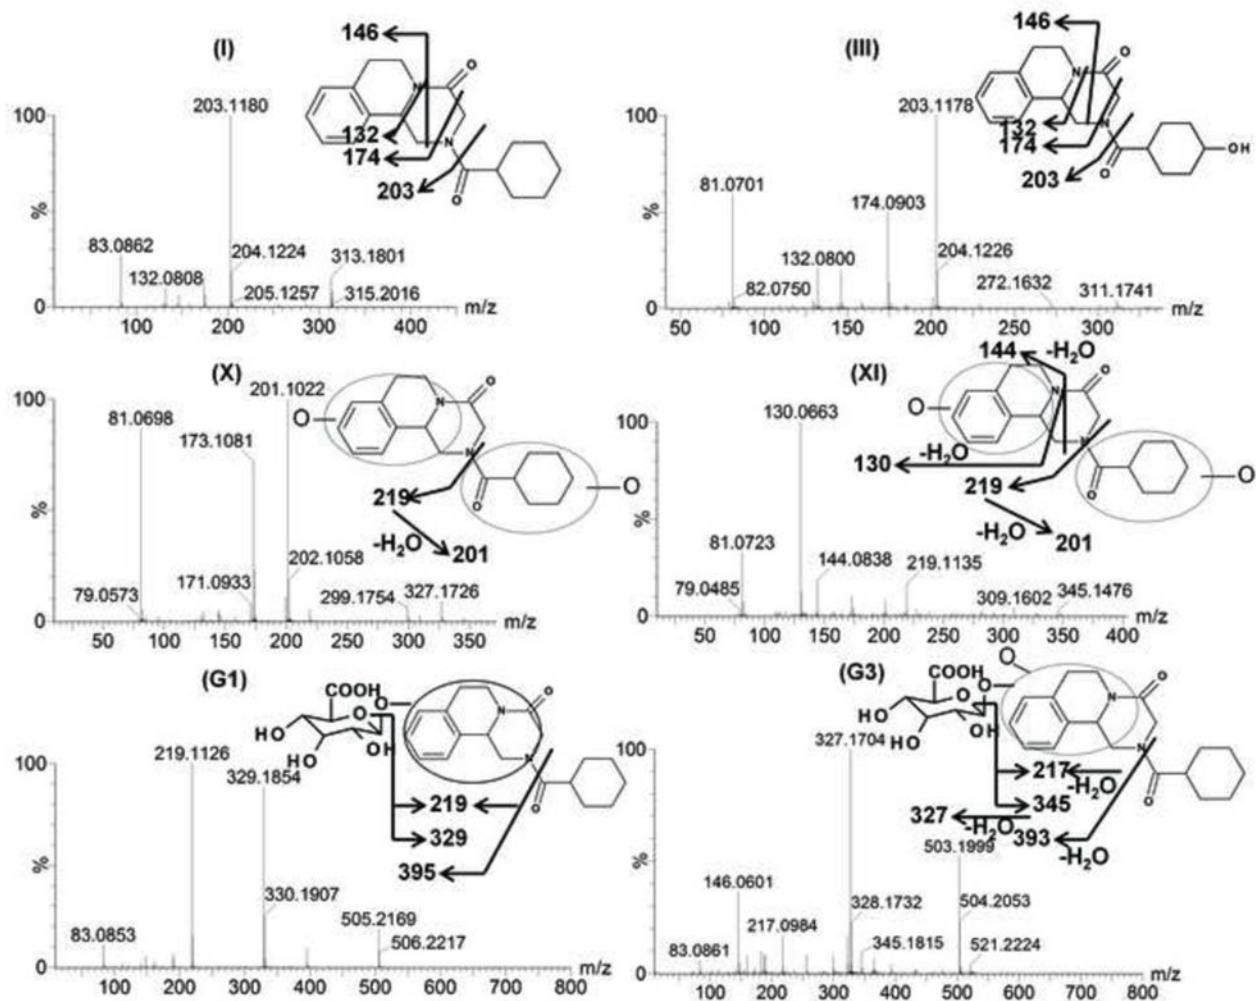 (I)
146
N
O
132
174
N
203
O
100
%
0
203.1180
83.0862
132.0808
204.1224
205.1257
313.1801
315.2016
100 200 300 400
m/z
(III)
146
N
O
132
174
N
203
O
OH
100
%
0
203.1178
81.0701
174.0903
132.0800
204.1226
82.0750
272.1632
311.1741
50 100 150 200 250 300
m/z
(X)
O
N
O
N
O
O
219
-H2O
201
100
%
0
201.1022
81.0698
173.1081
202.1058
171.0933
79.0573
299.1754
327.1726
50 100 150 200 250 300 350
m/z
(XI)
144
-H2O
O
N
O
N
O
O
-H2O
130
219
-H2O
201
100
%
0
130.0663
81.0723
144.0838
219.1135
79.0485
309.1602
345.1476
50 100 150 200 250 300 350 400
m/z
(G1)
COOH
O
O
HO
HO
OH
N
O
N
O
219
329
395
100
%
0
219.1126
329.1854
330.1907
505.2169
506.2217
83.0853
100 200 300 400 500 600 700 800
m/z
(G3)
O
COOH
O
O
HO
HO
OH
N
O
N
O
217
-H2O
327
345
-H2O
393
-H2O
100
%
0
327.1704
503.1999
146.0601
328.1732
504.2053
217.0984
345.1815
521.2224
83.0861
100 200 300 400 500 600 700 800
m/z